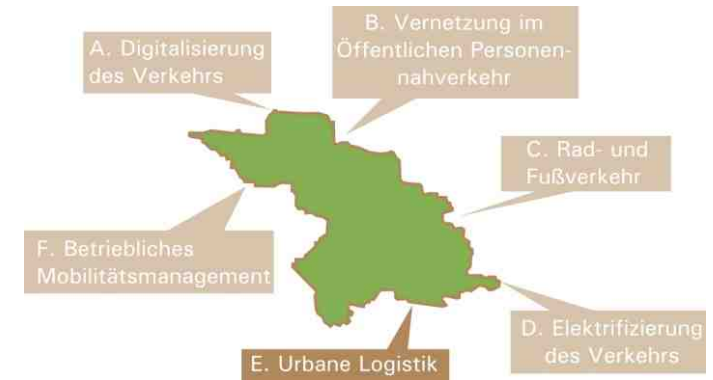 A. Digitalisierung
des Verkehrs
B. Vernetzung im
Öffentlichen Personen-
nahverkehr
C. Rad- und
Fußverkehr
D. Elektrifizierung
des Verkehrs
E. Urbane Logistik
F. Betriebliches
Mobilitätsmanagement